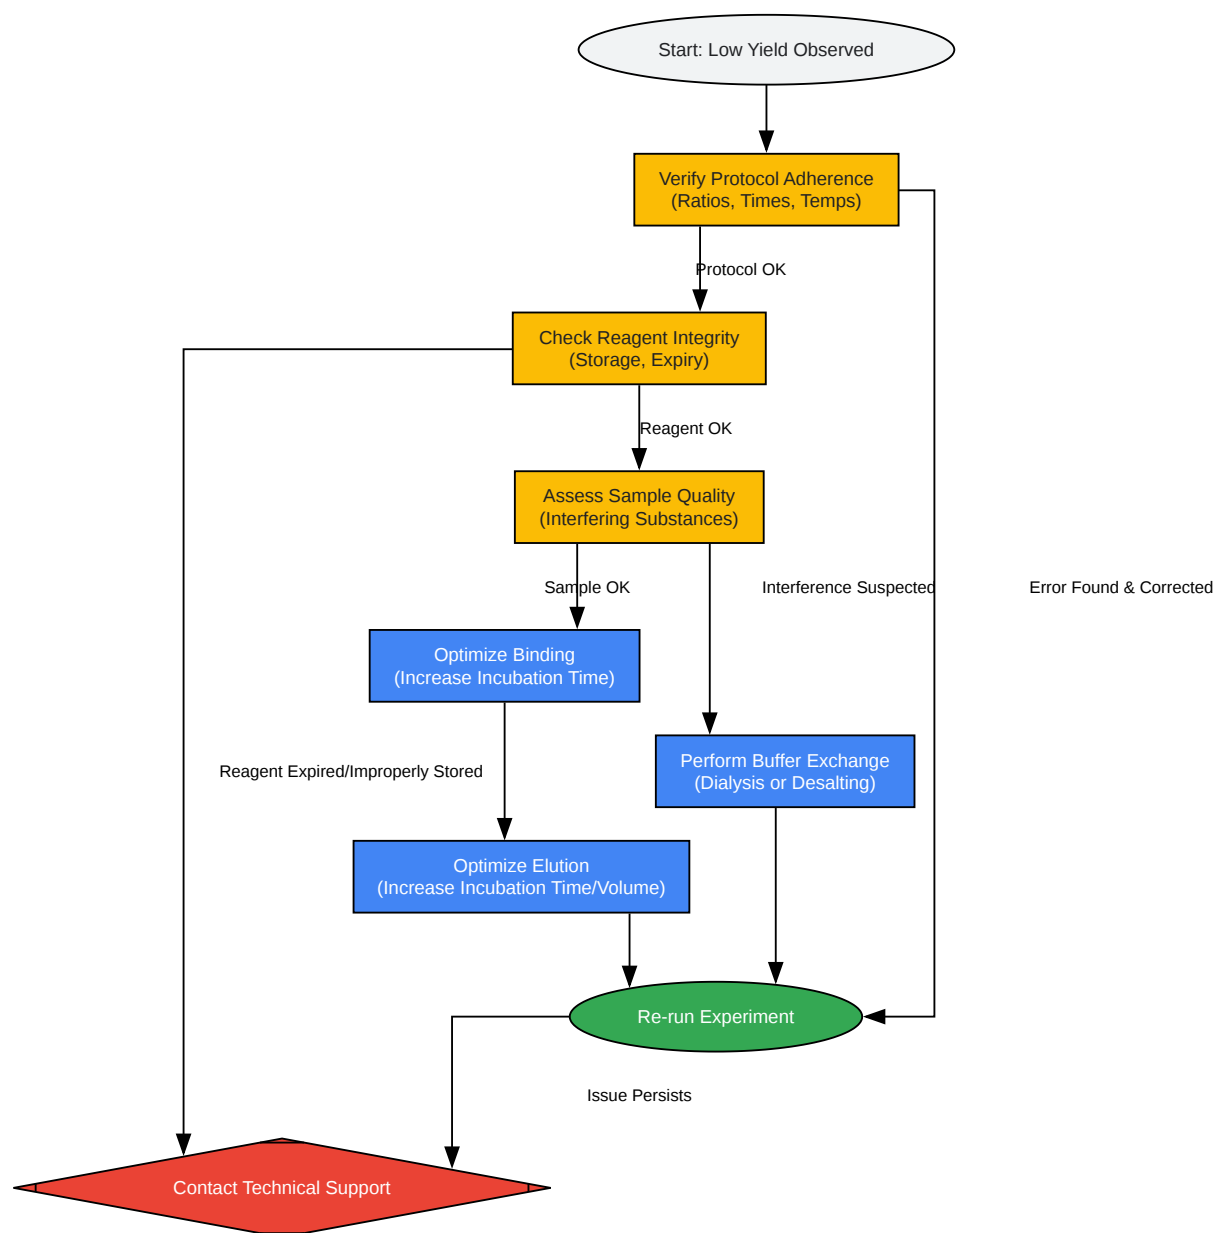 Start: Low Yield Observed
Verify Protocol Adherence
(Ratios, Times, Temps)
Protocol OK
Check Reagent Integrity
(Storage, Expiry)
Reagent OK
Assess Sample Quality
(Interfering Substances)
Sample OK
Interference Suspected
Error Found & Corrected
Optimize Binding
(Increase Incubation Time)
Reagent Expired/Improperly Stored
Perform Buffer Exchange
(Dialysis or Desalting)
Optimize Elution
(Increase Incubation Time/Volume)
Re-run Experiment
Issue Persists
Contact Technical Support